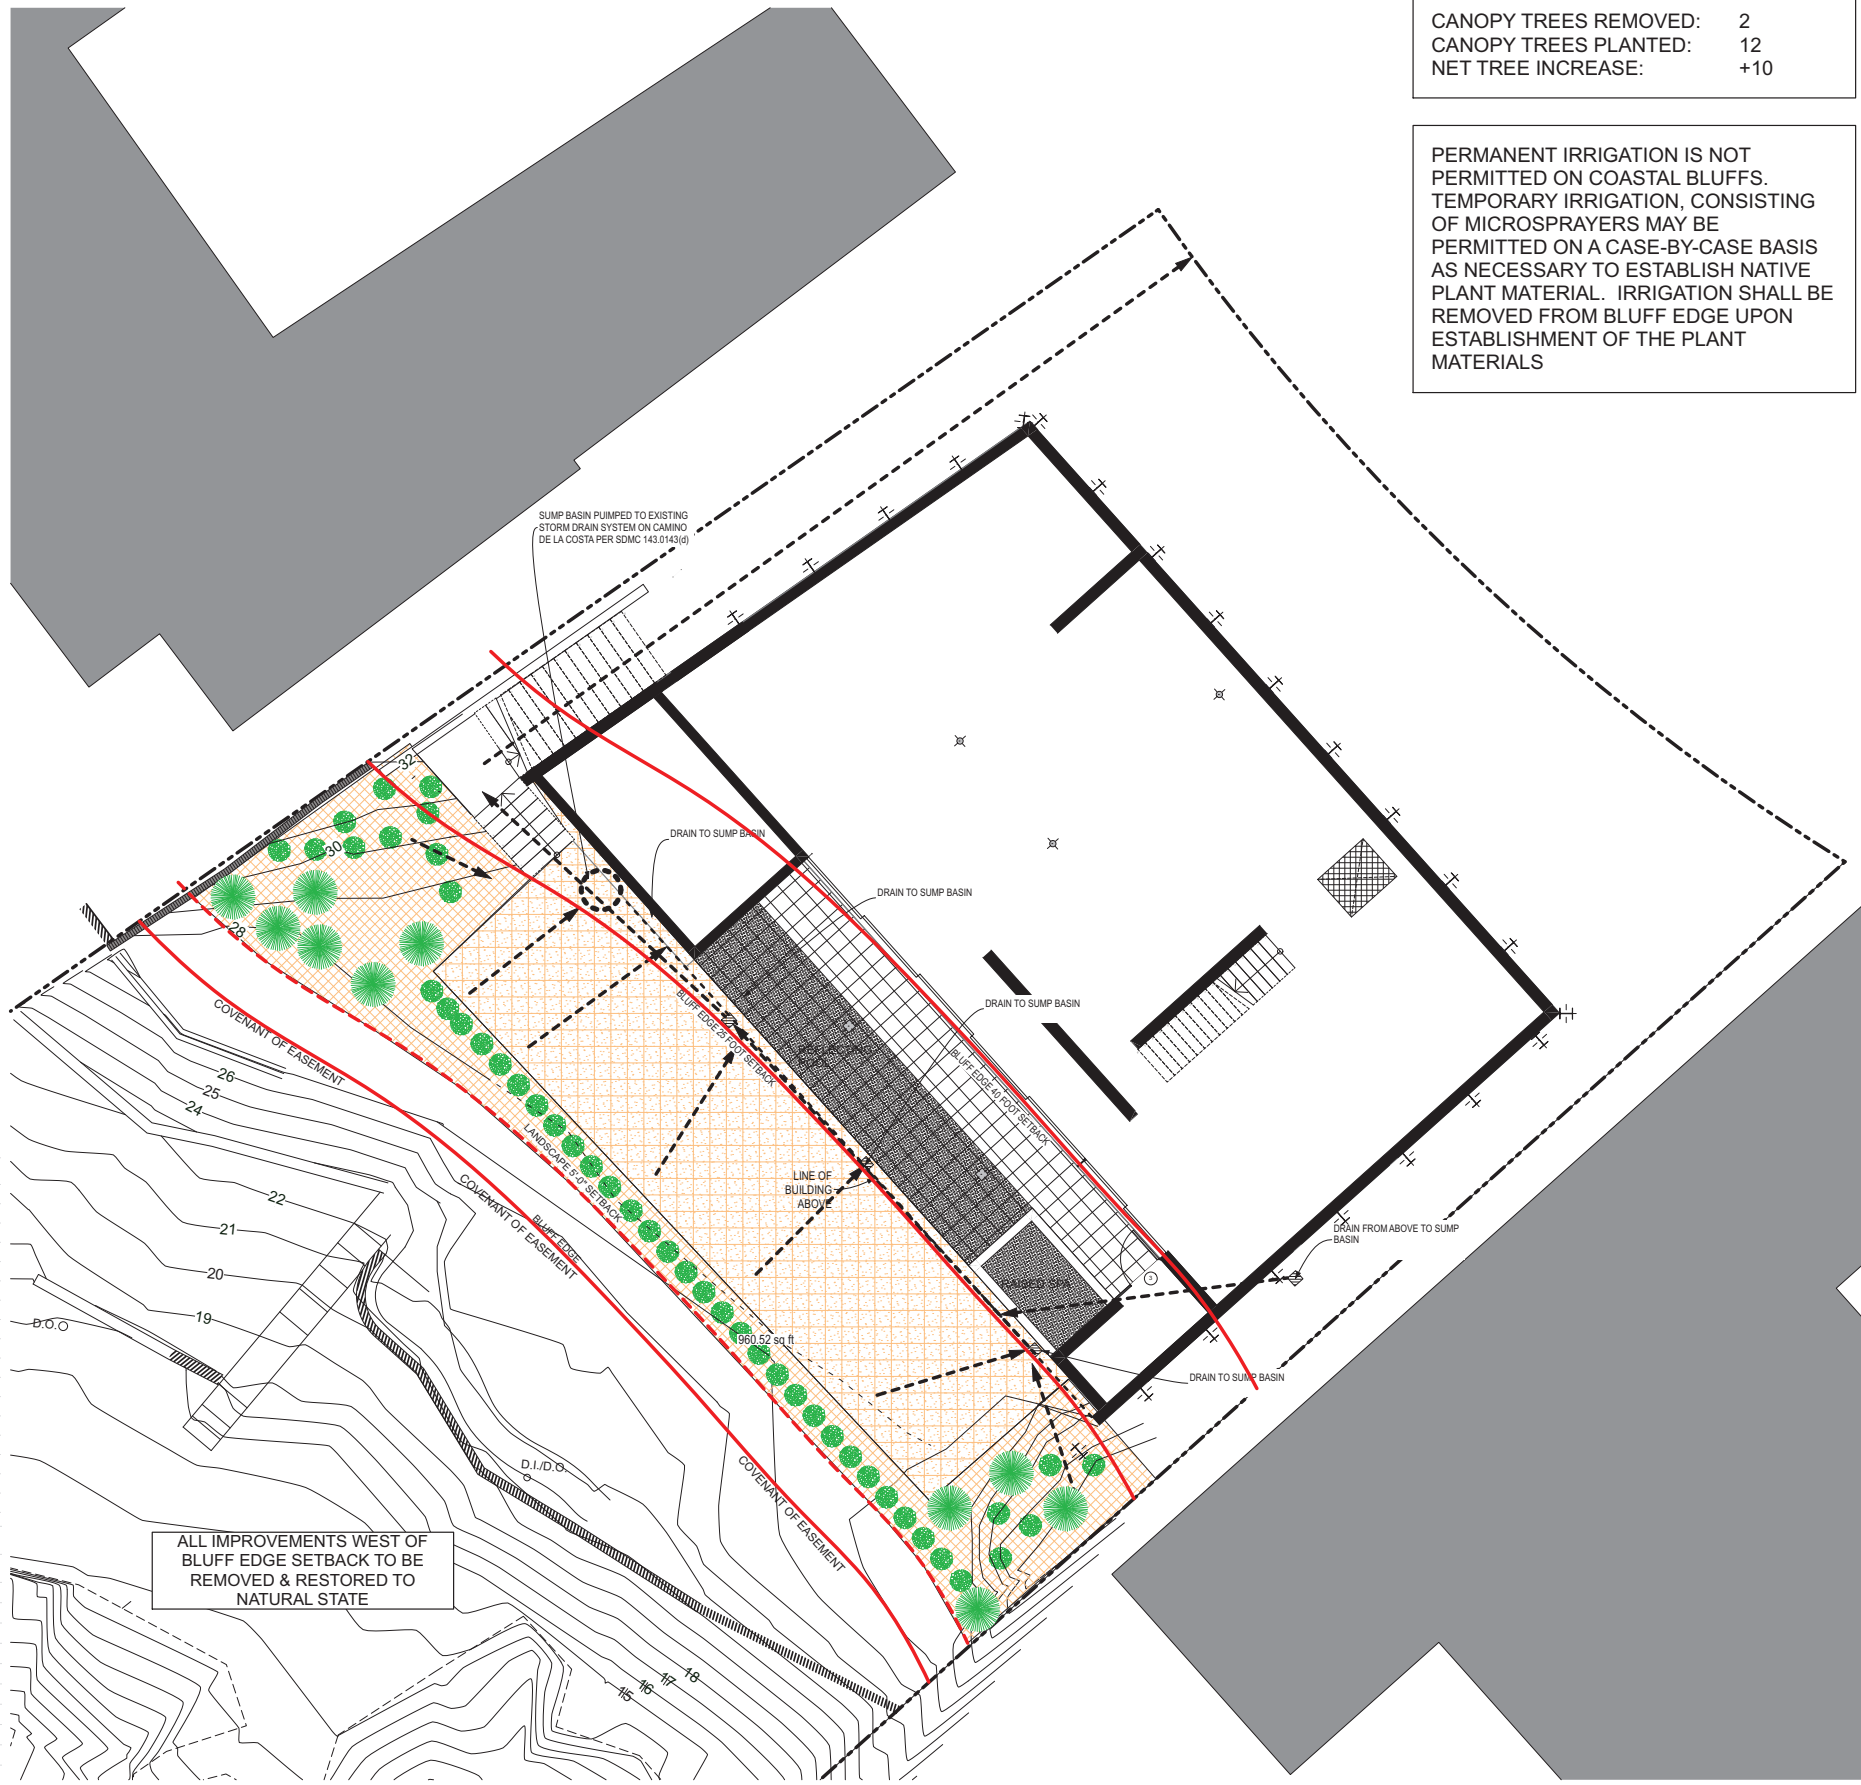 CANOPY TREES REMOVED: 2
CANOPY TREES PLANTED: 12
NET TREE INCREASE: +10
PERMANENT IRRIGATION IS NOT
PERMITTED ON COASTAL BLUFFS.
TEMPORARY IRRIGATION, CONSISTING
OF MICROSPRAYERS MAY BE
PERMITTED ON A CASE-BY-CASE BASIS
AS NECESSARY TO ESTABLISH NATIVE
PLANT MATERIAL. IRRIGATION SHALL BE
REMOVED FROM BLUFF EDGE UPON
ESTABLISHMENT OF THE PLANT
MATERIALS
SUMP BASIN PUIMPED TO EXISTING
STORM DRAIN SYSTEM ON CAMINO
DE LA COSTA PER SDMC 143.0143(d)
32
DRAIN TO SUMP BASIN
30
DRAIN TO SUMP BASIN
28
DRAIN TO SUMP BASIN
BLUFF EDGE 25 FOOT SETBACK
BLUFF EDGE 40 FOOT SETBACK
COVENANT OF EASEMENT
26
25
24
LANDSCAPE 5'-0" SETBACK
LINE OF
BUILDING
ABOVE
COVENANT OF EASEMENT
BLUFF EDGE
22
21
20
19
DRAIN FROM ABOVE TO SUMP
BASIN
3
RAISED SPA
D.O.
960.52 sq ft
DRAIN TO SUMP BASIN
D.I./D.O.
COVENANT OF EASEMENT
ALL IMPROVEMENTS WEST OF
BLUFF EDGE SETBACK TO BE
REMOVED & RESTORED TO
NATURAL STATE
18
17
16
15